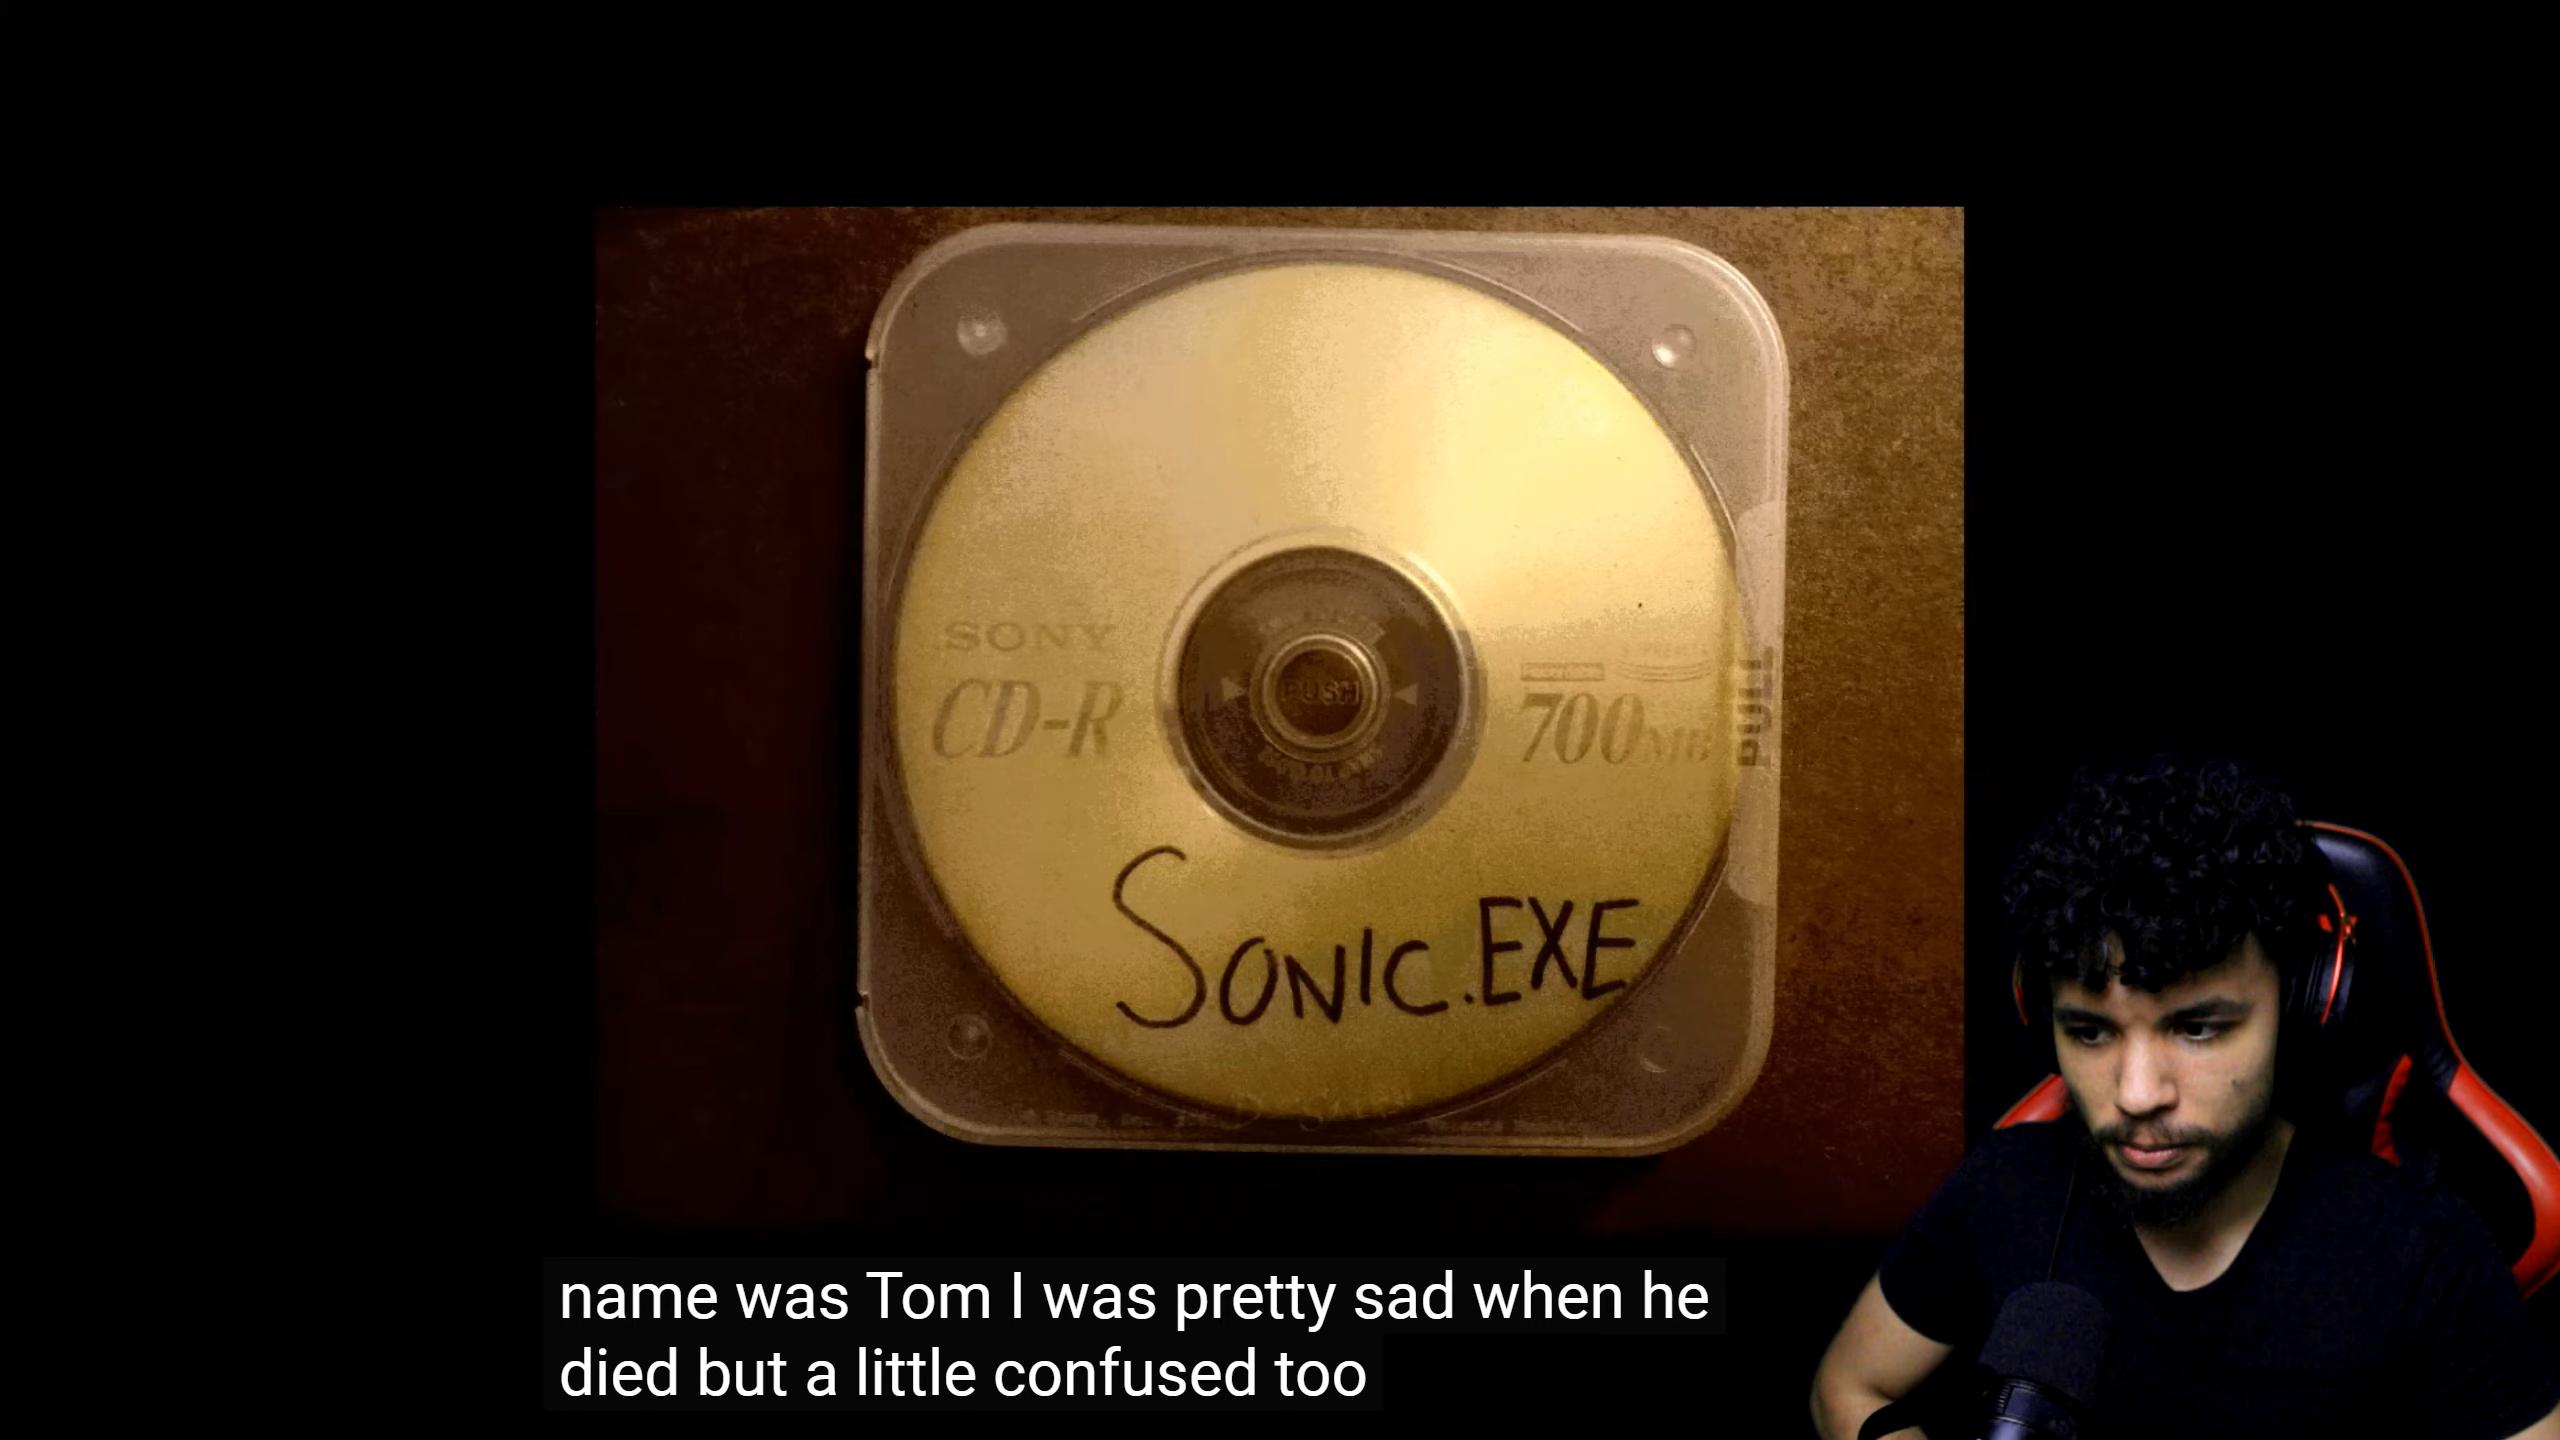 SONY
CD-R
700MB
PUSH
PULL
SONIC.EXE
name was Tom I was pretty sad when he
died but a little confused too